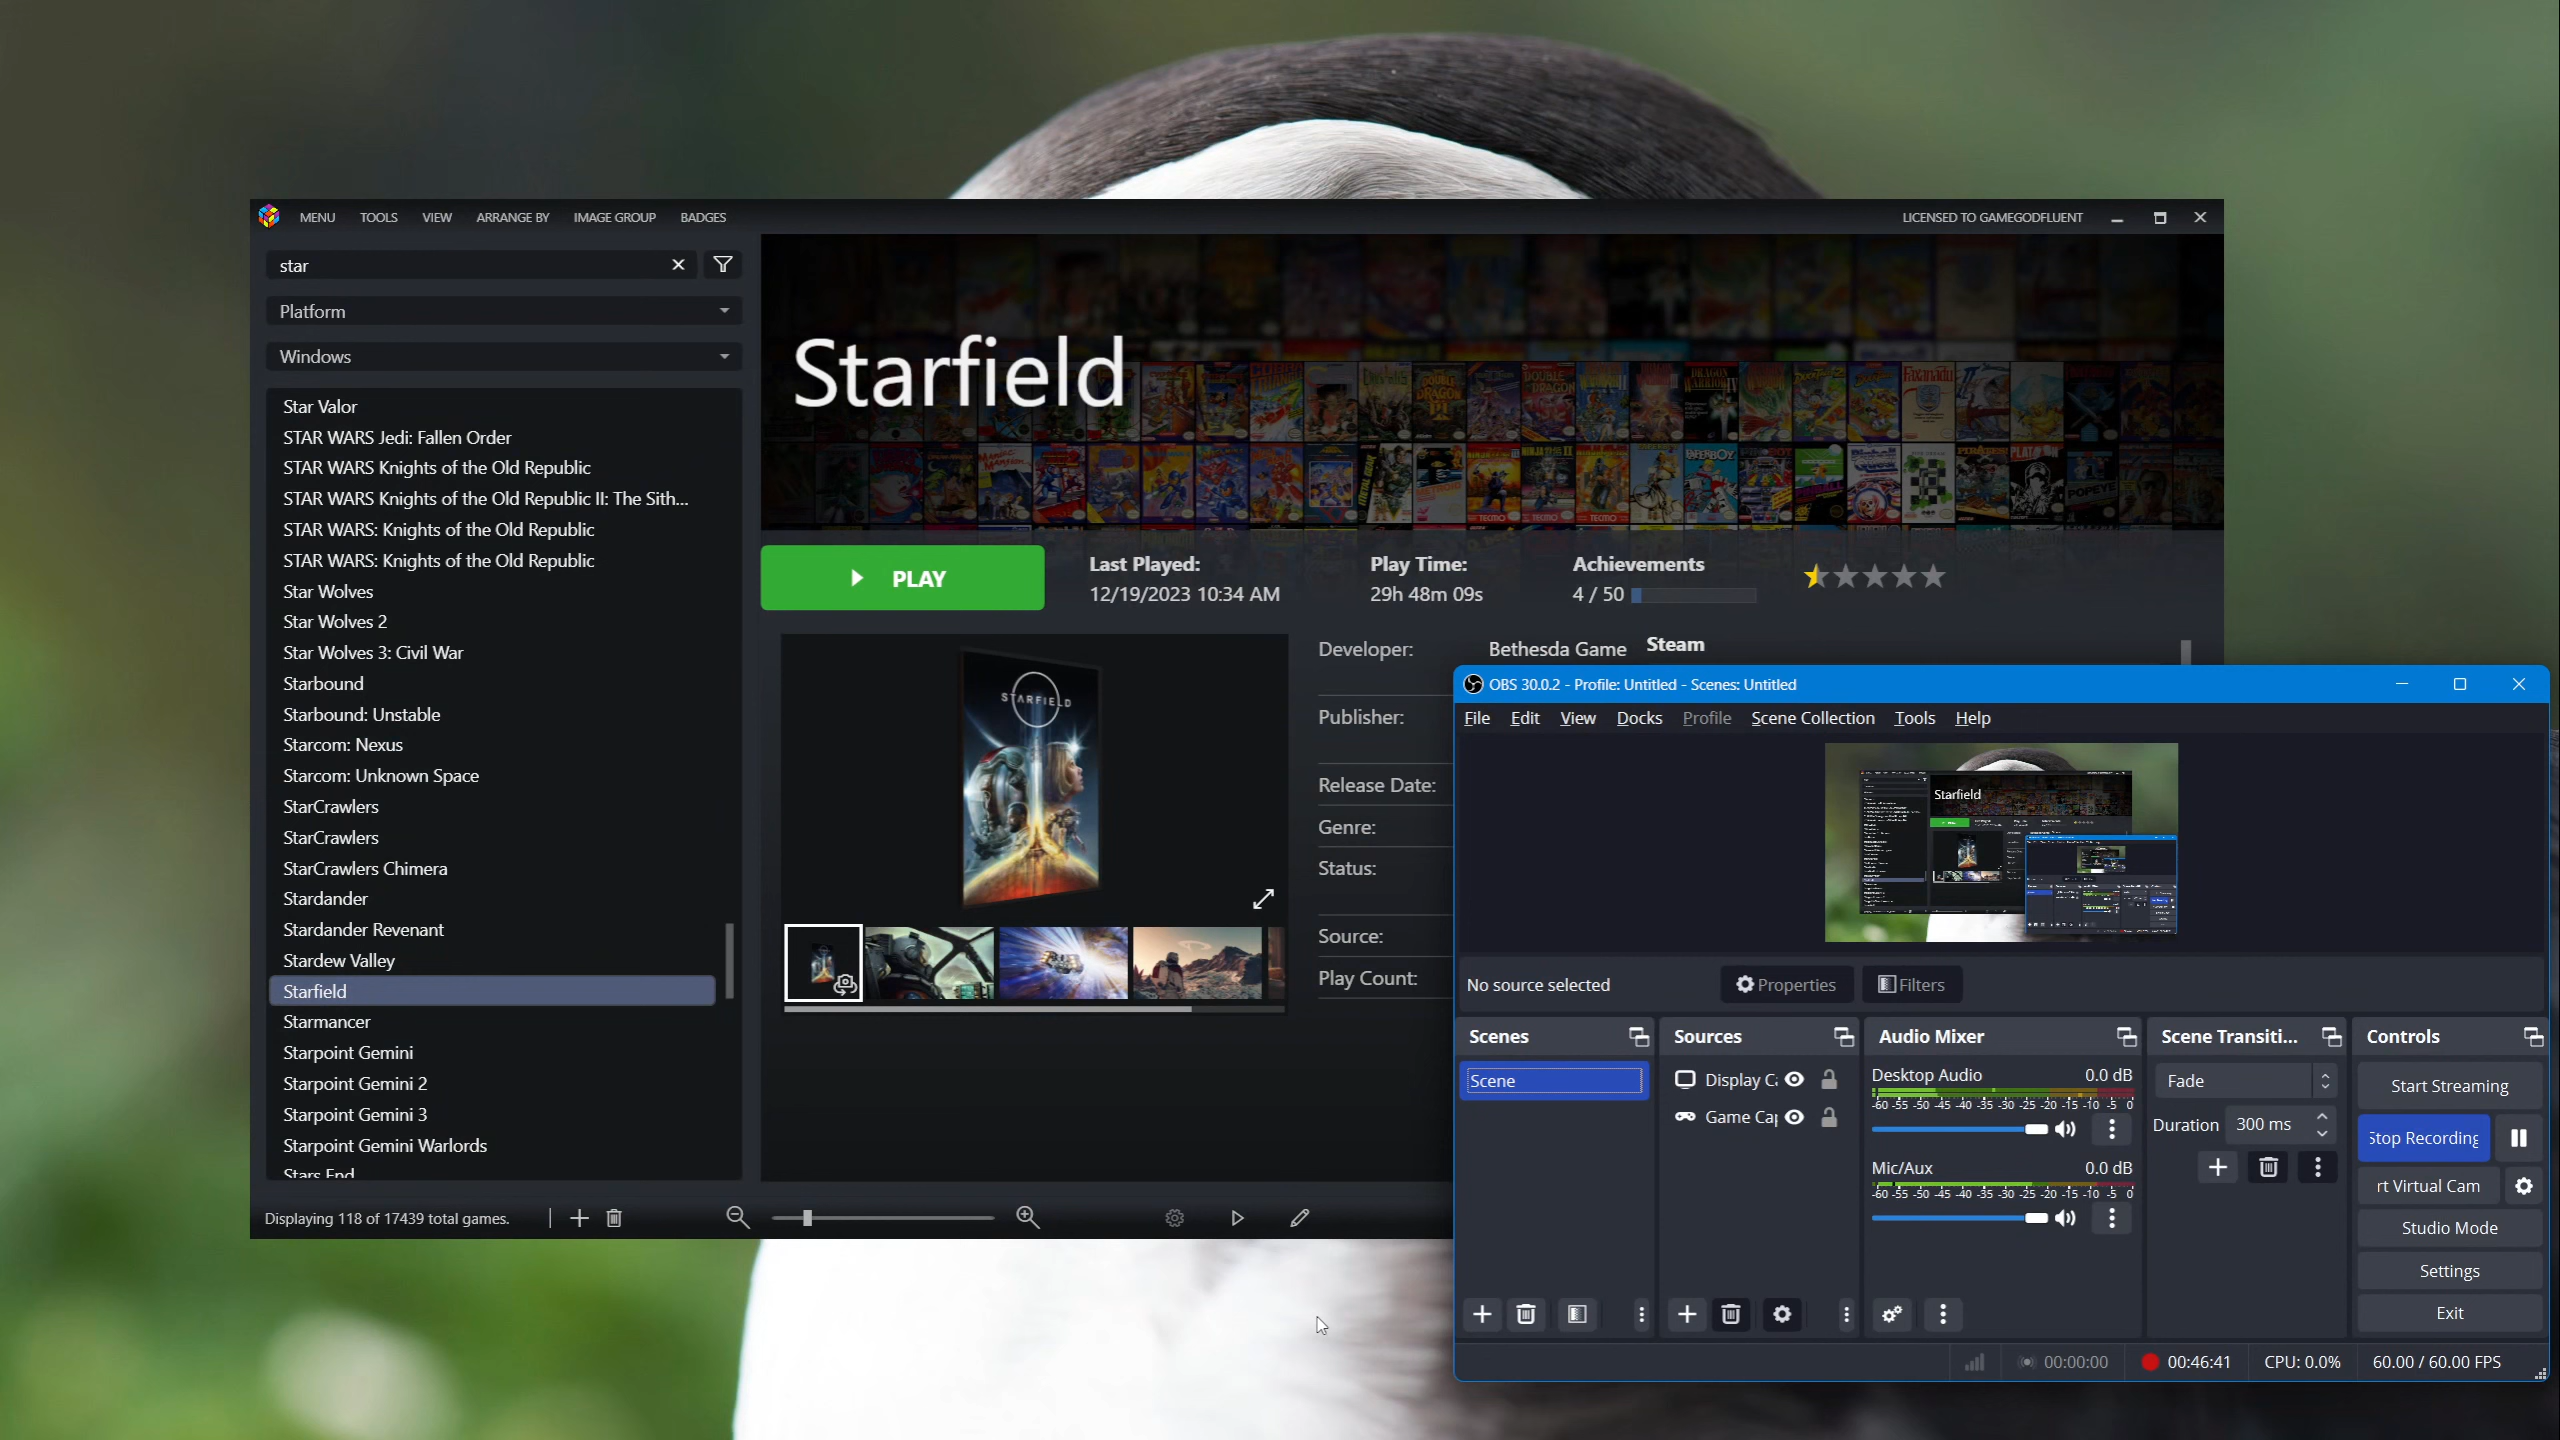 MENU TOOLS VIEW ARRANGE BY IMAGE GROUP BADGES
LICENSED TO GAMEGODFLUENT
star
Platform
Windows
Star Valor
STAR WARS Jedi: Fallen Order
STAR WARS Knights of the Old Republic
STAR WARS Knights of the Old Republic II: The Sith...
STAR WARS: Knights of the Old Republic
STAR WARS: Knights of the Old Republic
Star Wolves
Star Wolves 2
Star Wolves 3: Civil War
Starbound
Starbound: Unstable
Starcom: Nexus
Starcom: Unknown Space
StarCrawlers
StarCrawlers
StarCrawlers Chimera
Stardander
Stardander Revenant
Stardew Valley
Starfield
Starmancer
Starpoint Gemini
Starpoint Gemini 2
Starpoint Gemini 3
Starpoint Gemini Warlords
Stars End
Displaying 118 of 17439 total games.
Starfield
PLAY
Last Played:
12/19/2023 10:34 AM
Play Time:
29h 48m 09s
Achievements
4 / 50
STARFIELD
Developer: Bethesda Game
Steam
Publisher:
Release Date:
Genre:
Status:
Source:
Play Count:
OBS 30.0.2 - Profile: Untitled - Scenes: Untitled
File Edit View Docks Profile Scene Collection Tools Help
Starfield
No source selected
Properties
Filters
Scenes
Scene
Sources
Display Ca
Game Cap
Audio Mixer
Desktop Audio 0.0 dB
-60 -55 -50 -45 -40 -35 -30 -25 -20 -15 -10 -5 0
Mic/Aux 0.0 dB
-60 -55 -50 -45 -40 -35 -30 -25 -20 -15 -10 -5 0
Scene Transiti...
Fade
Duration 300 ms
Controls
Start Streaming
Stop Recording
rt Virtual Cam
Studio Mode
Settings
Exit
00:00:00
00:46:41
CPU: 0.0%
60.00 / 60.00 FPS